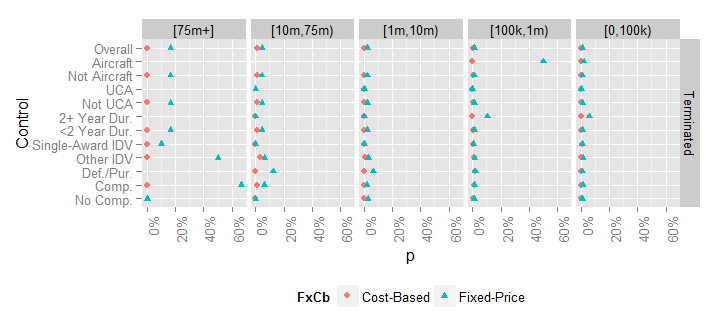 [75m+] [10m,75m) [1m,10m) [100k,1m) [0,100k)
Control
Overall
Aircraft
Not Aircraft
UCA
Not UCA
2+ Year Dur.
<2 Year Dur.
Single-Award IDV
Other IDV
Def./Pur.
Comp.
No Comp.
Terminated
0% 20% 40% 60% 0% 20% 40% 60% 0% 20% 40% 60% 0% 20% 40% 60% 0% 20% 40% 60%
p
FxCb Cost-Based Fixed-Price